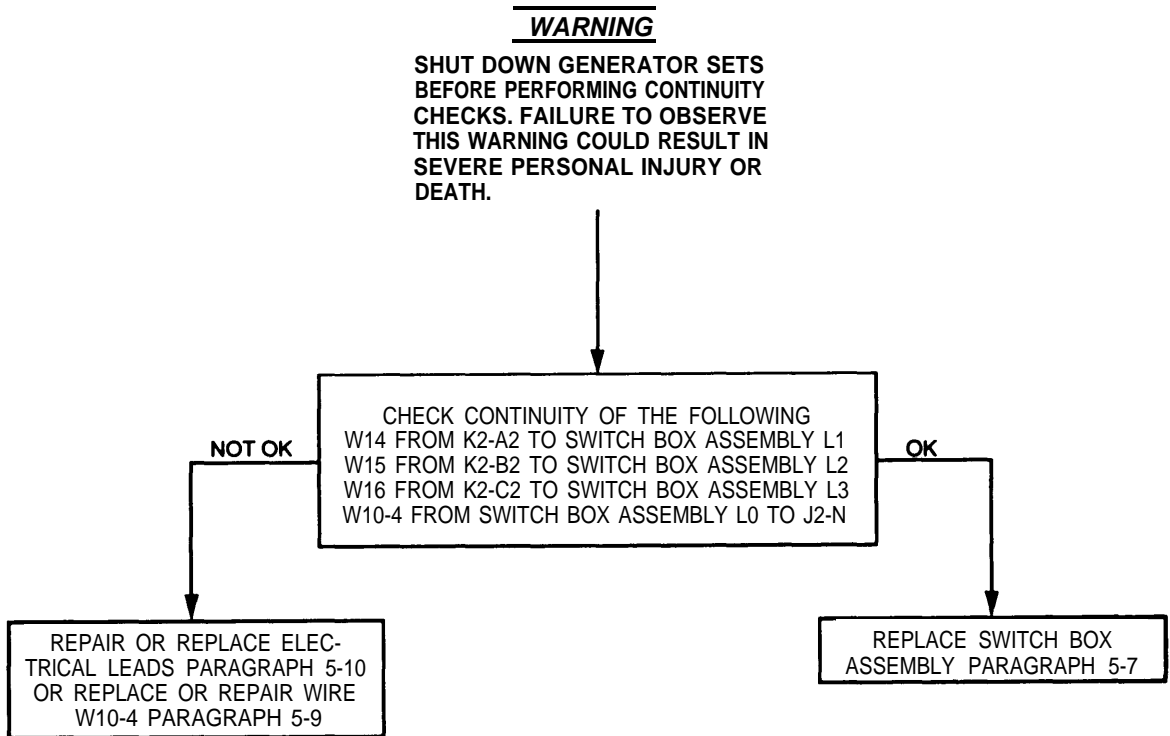 WARNING
SHUT DOWN GENERATOR SETS
BEFORE PERFORMING CONTINUITY
CHECKS. FAILURE TO OBSERVE
THIS WARNING COULD RESULT IN
SEVERE PERSONAL INJURY OR
DEATH.
CHECK CONTINUITY OF THE FOLLOWING
W14 FROM K2-A2 TO SWITCH BOX ASSEMBLY L1
W15 FROM K2-B2 TO SWITCH BOX ASSEMBLY L2
W16 FROM K2-C2 TO SWITCH BOX ASSEMBLY L3
W10-4 FROM SWITCH BOX ASSEMBLY L0 TO J2-N
NOT OK
OK
REPAIR OR REPLACE ELEC-
TRICAL LEADS PARAGRAPH 5-10
OR REPLACE OR REPAIR WIRE
W10-4 PARAGRAPH 5-9
REPLACE SWITCH BOX
ASSEMBLY PARAGRAPH 5-7